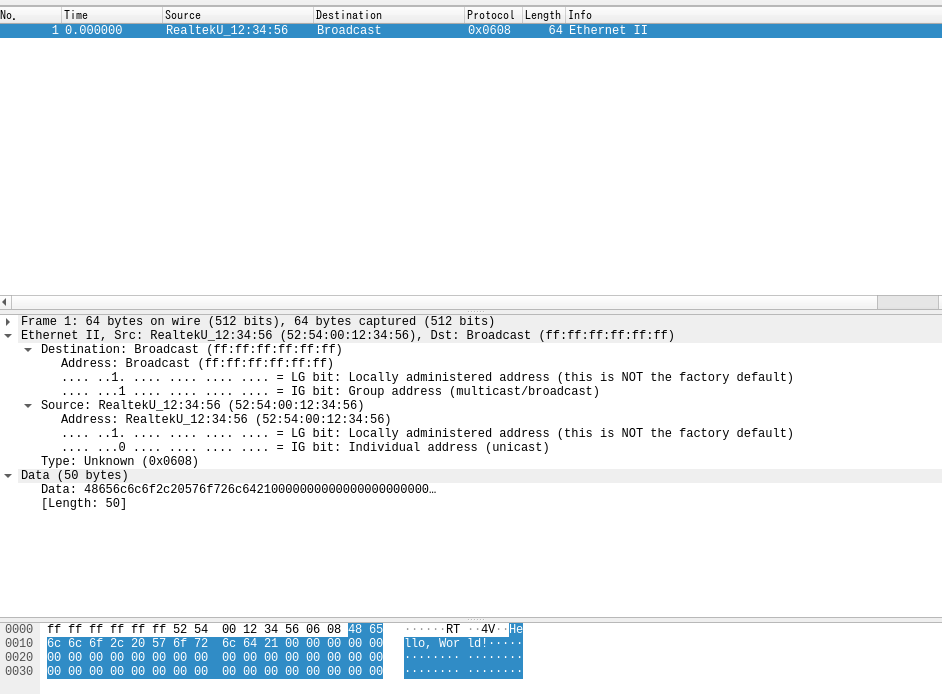 No. Time Source Destination Protocol Length Info
1 0.000000 RealtekU_12:34:56 Broadcast 0x0608 64 Ethernet II
Frame 1: 64 bytes on wire (512 bits), 64 bytes captured (512 bits)
Ethernet II, Src: RealtekU_12:34:56 (52:54:00:12:34:56), Dst: Broadcast (ff:ff:ff:ff:ff:ff)
Destination: Broadcast (ff:ff:ff:ff:ff:ff)
Address: Broadcast (ff:ff:ff:ff:ff:ff)
.... ..1. .... .... .... .... = LG bit: Locally administered address (this is NOT the factory default)
.... ...1 .... .... .... .... = IG bit: Group address (multicast/broadcast)
Source: RealtekU_12:34:56 (52:54:00:12:34:56)
Address: RealtekU_12:34:56 (52:54:00:12:34:56)
.... ..1. .... .... .... .... = LG bit: Locally administered address (this is NOT the factory default)
.... ...0 .... .... .... .... = IG bit: Individual address (unicast)
Type: Unknown (0x0608)
Data (50 bytes)
Data: 48656c6c6f2c20576f726c6421000000000000000000000000…
[Length: 50]
0000 ff ff ff ff ff ff 52 54 00 12 34 56 06 08 48 65 ······RT ··4V··He
0010 6c 6c 6f 2c 20 57 6f 72 6c 64 21 00 00 00 00 00 llo, Wor ld!·····
0020 00 00 00 00 00 00 00 00 00 00 00 00 00 00 00 00 ········ ········
0030 00 00 00 00 00 00 00 00 00 00 00 00 00 00 00 00 ········ ········